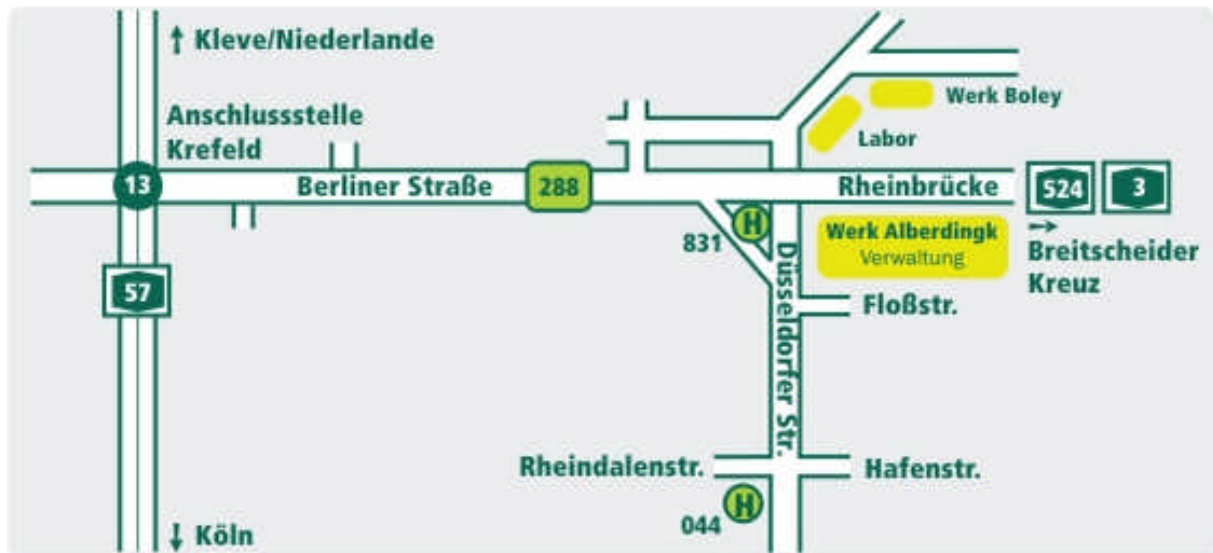 ↑ Kleve/Niederlande
Anschlussstelle
Krefeld
Werk Boley
Labor
13
Berliner Straße
288
Rheinbrücke
524
3
831
H
Werk Alberdingk
Verwaltung
→
Breitscheider
Kreuz
57
Düsseldorfer Str.
Floßstr.
Rheindalenstr.
Hafenstr.
H
044
↓ Köln